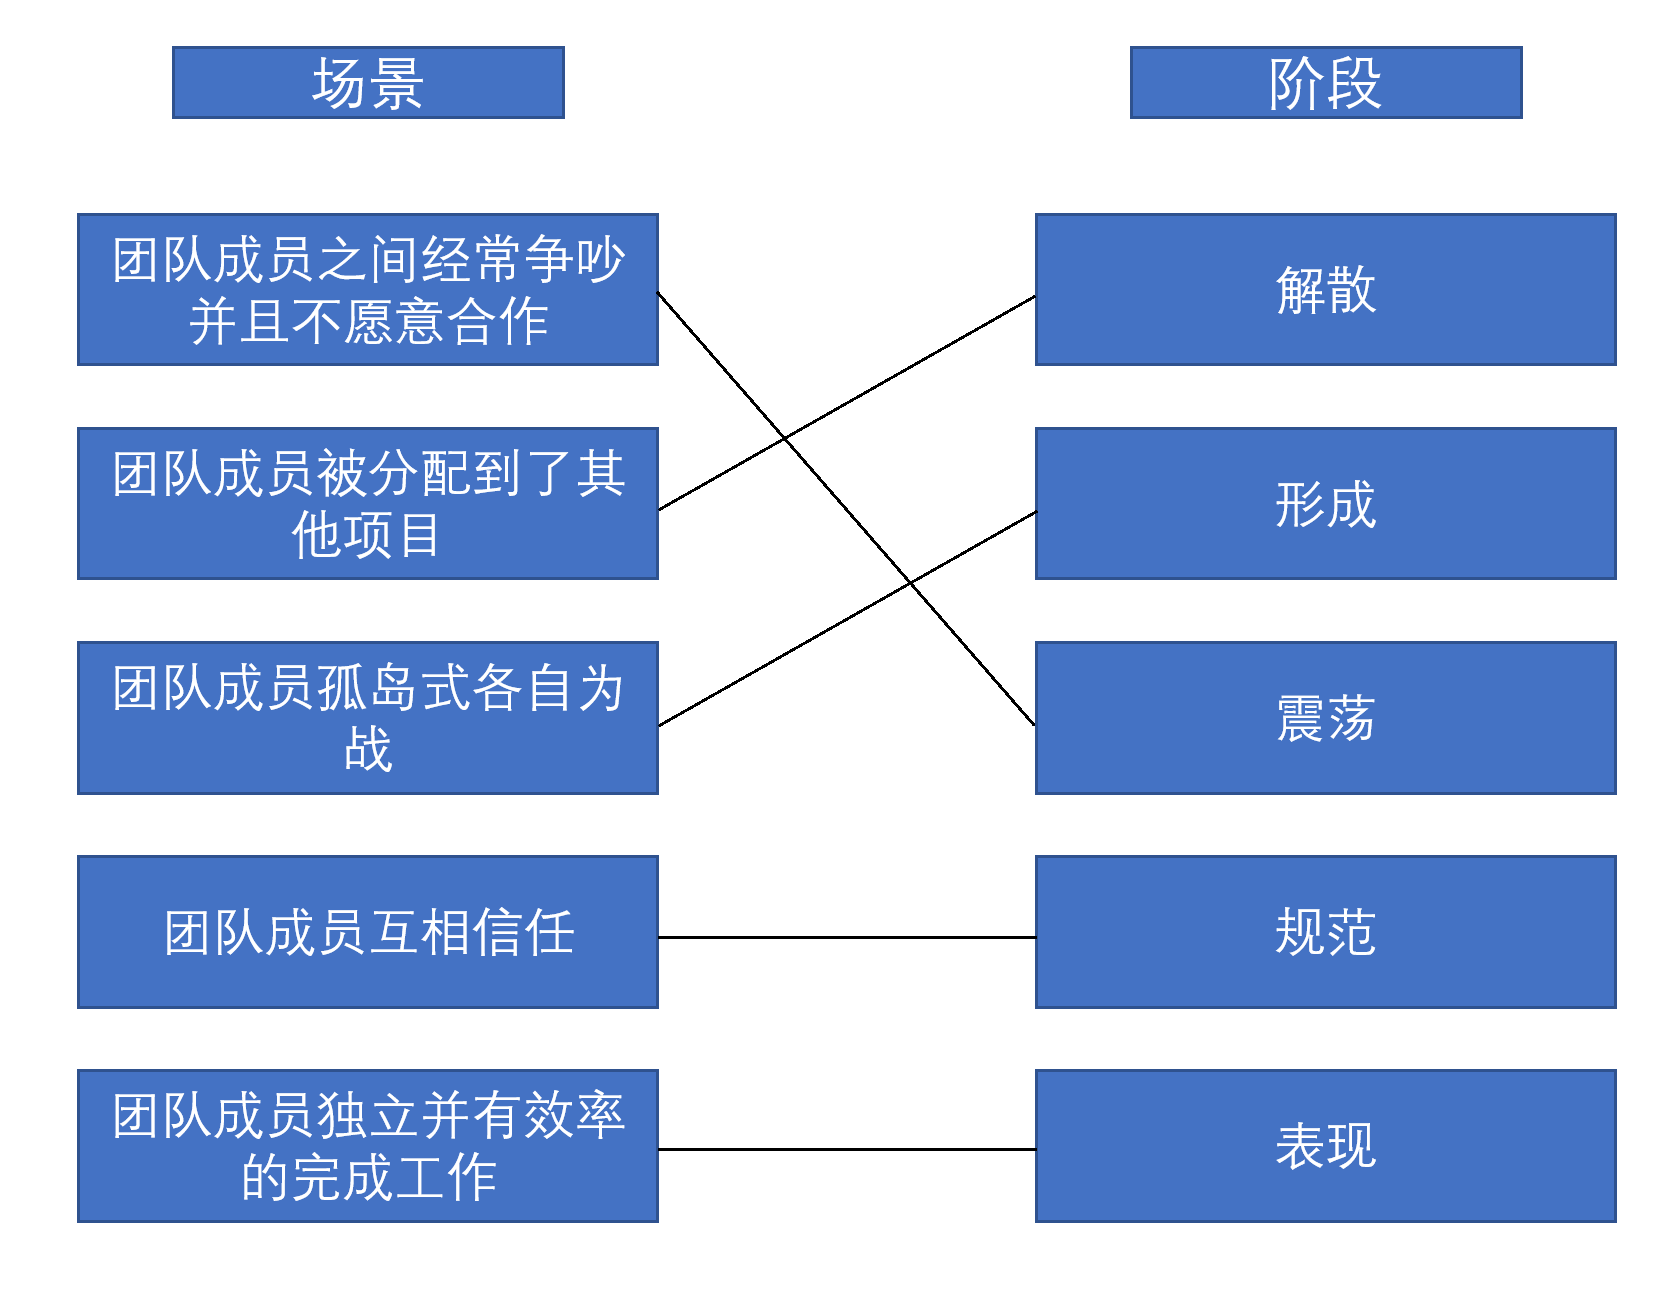 场景
阶段
团队成员之间经常争吵
并且不愿意合作
解散
团队成员被分配到了其
他项目
形成
团队成员孤岛式各自为
战
震荡
团队成员互相信任
规范
团队成员独立并有效率
的完成工作
表现